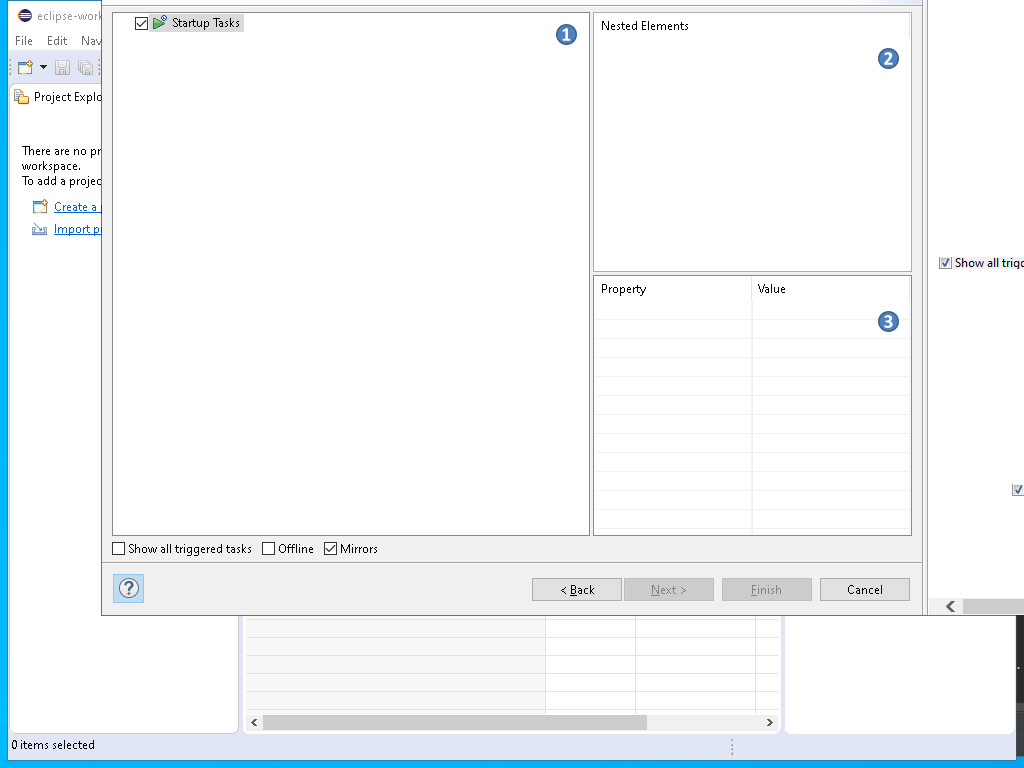 eclipse-work
File Edit Nav
Project Explo
There are no pr
workspace.
To add a projec
Create a
Import pr
Startup Tasks
1
Nested Elements
2
Property Value
3
Show all trigg
Show all triggered tasks Offline Mirrors
?
< Back Next > Finish Cancel
0 items selected